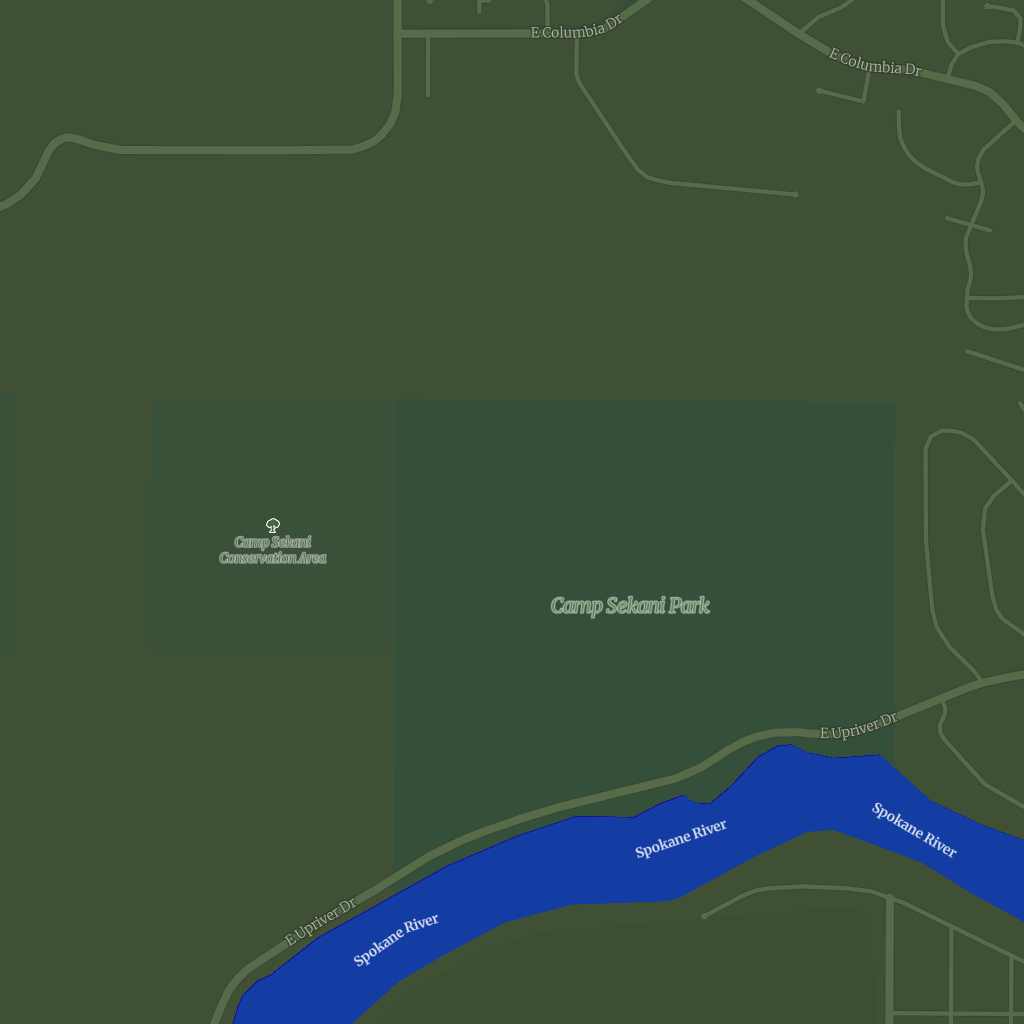 E Columbia Dr
E Columbia Dr
Camp Sekani
Conservation Area
Camp Sekani Park
E Upriver Dr
Spokane River
Spokane River
E Upriver Dr
Spokane River